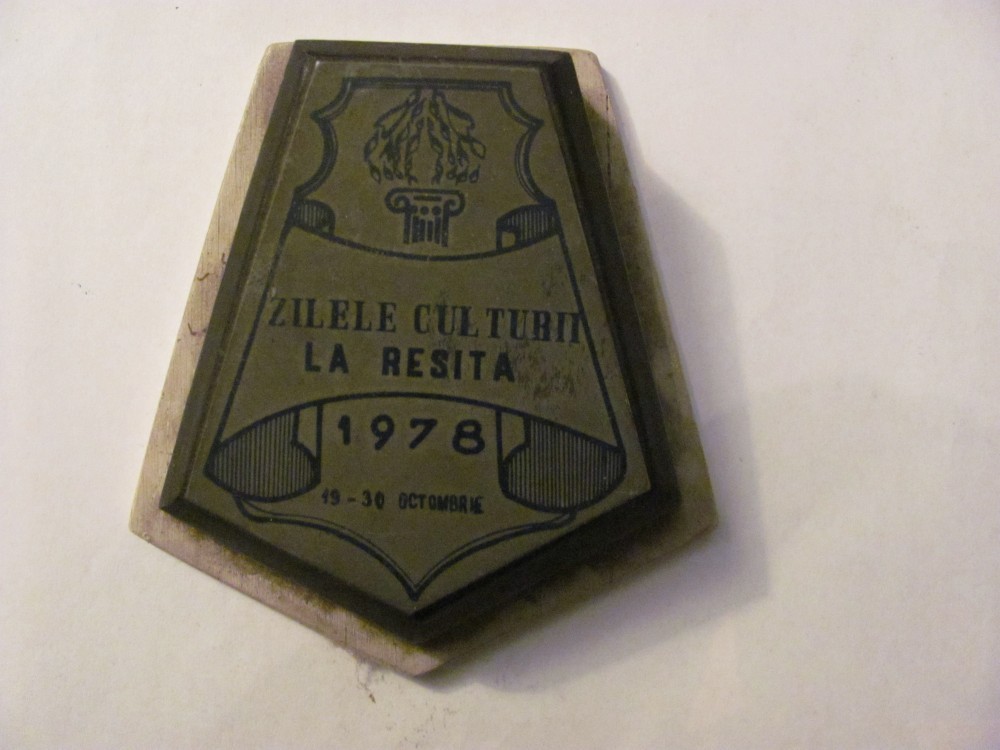 ZILELE CULTURII
LA RESITA
1978
19-30 OCTOMBRIE